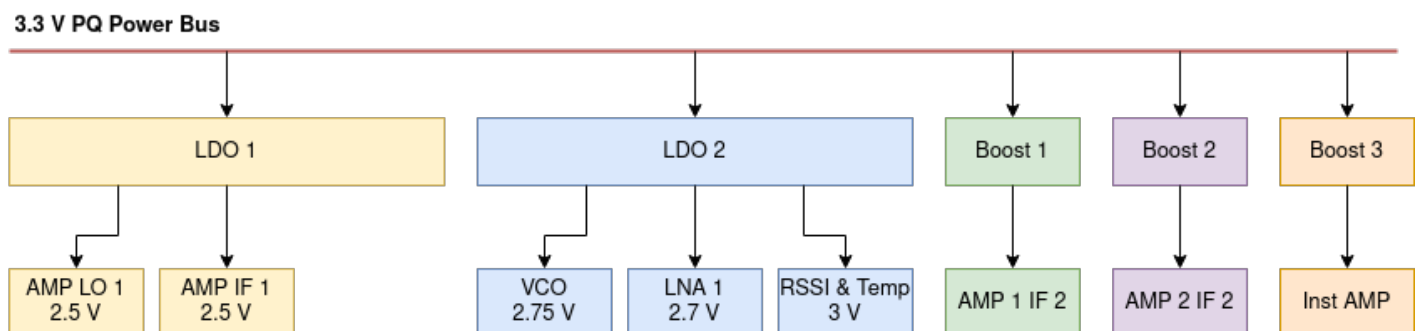 3.3 V PQ Power Bus
LDO 1
LDO 2
Boost 1
Boost 2
Boost 3
AMP LO 1
2.5 V
AMP IF 1
2.5 V
VCO
2.75 V
LNA 1
2.7 V
RSSI & Temp
3 V
AMP 1 IF 2
AMP 2 IF 2
Inst AMP